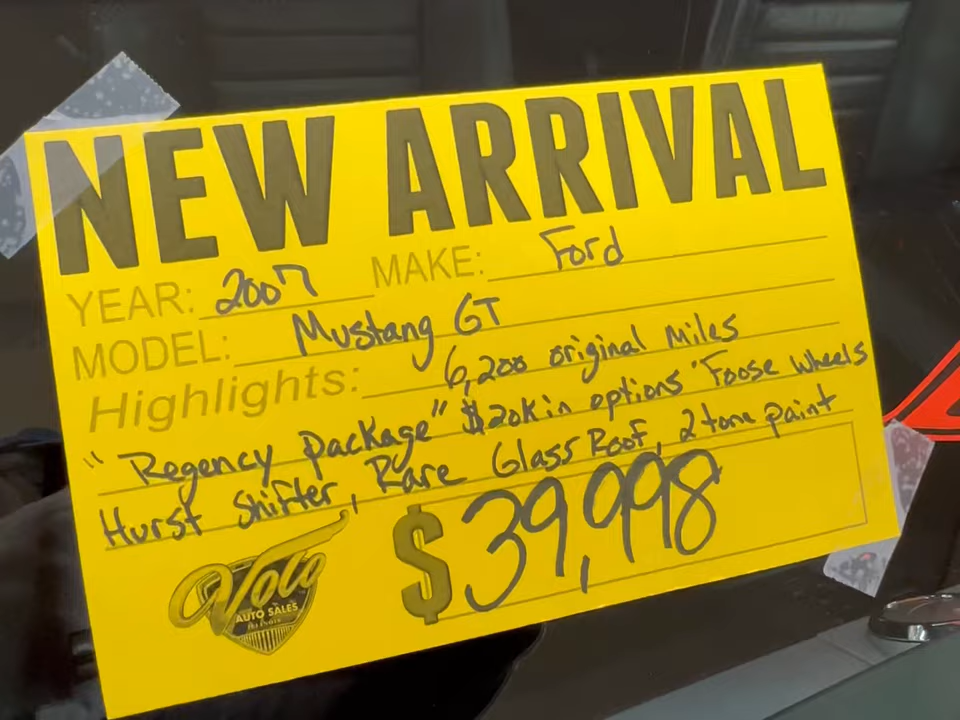 NEW ARRIVAL
YEAR: 2007 MAKE: Ford
MODEL: Mustang GT
Highlights: 6,200 original miles
"Regency package" $20K in options Foose wheels
Hurst shifter, Rare Glass Roof, 2 tone paint
$39,998
Volo
AUTO SALES
ILLINOIS